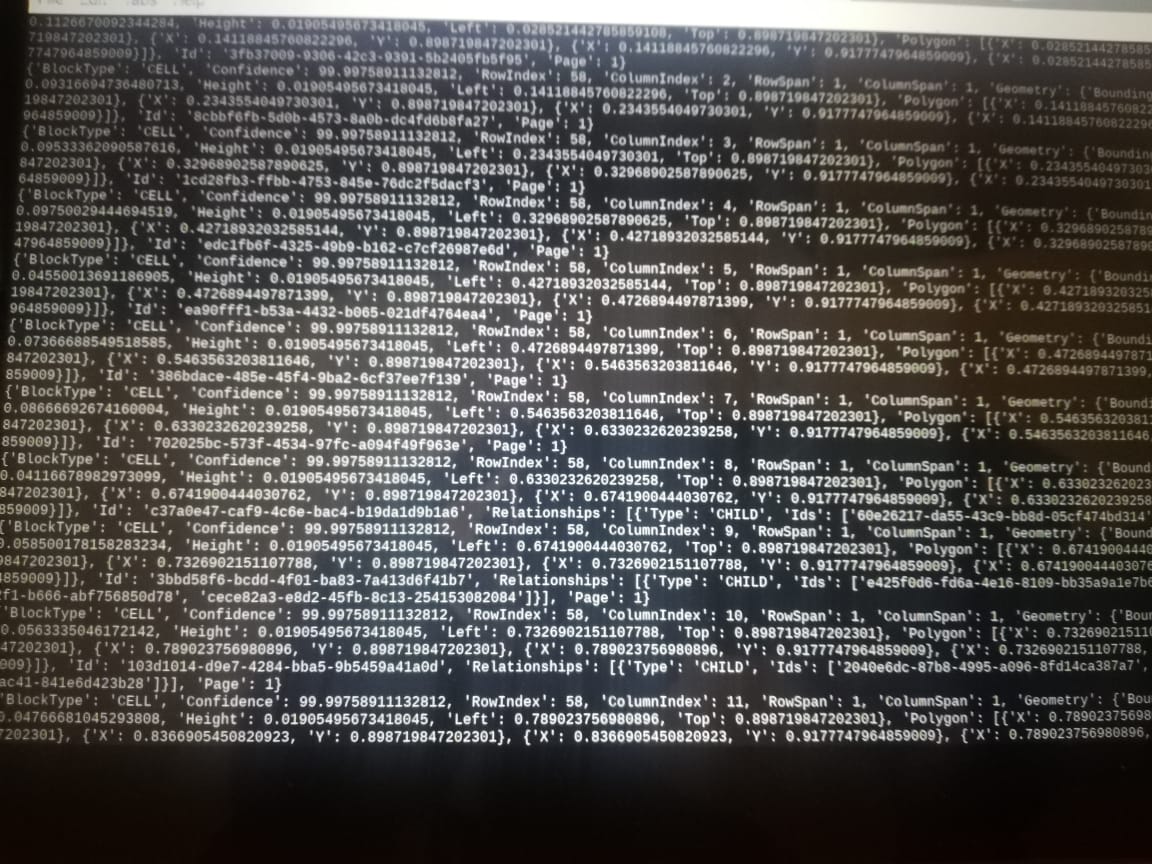 File Edit Tabs Help
0.1126670092344284, 'Height': 0.01905495673418045, 'Left': 0.028521442785859108, 'Top': 0.898719847202301}, 'Polygon': [{'X': 0.0285214427858591
719847202301}, {'X': 0.14118845760822296, 'Y': 0.898719847202301}, {'X': 0.14118845760822296, 'Y': 0.9177747964859009}, {'X': 0.028521442785859
7747964859009}]}, 'Id': '3fb37009-9306-42c3-9391-5b2405fb5f95', 'Page': 1}
{'BlockType': 'CELL', 'Confidence': 99.99758911132812, 'RowIndex': 58, 'ColumnIndex': 2, 'RowSpan': 1, 'ColumnSpan': 1, 'Geometry': {'Bounding
0.09316694736480713, 'Height': 0.01905495673418045, 'Left': 0.14118845760822296, 'Top': 0.898719847202301}, 'Polygon': [{'X': 0.14118845760822
19847202301}, {'X': 0.2343554049730301, 'Y': 0.898719847202301}, {'X': 0.2343554049730301, 'Y': 0.9177747964859009}, {'X': 0.14118845760822296
964859009}]}, 'Id': '8cbbf6fb-5d0b-4573-8a0b-dc4fd6b8fa27', 'Page': 1}
{'BlockType': 'CELL', 'Confidence': 99.99758911132812, 'RowIndex': 58, 'ColumnIndex': 3, 'RowSpan': 1, 'ColumnSpan': 1, 'Geometry': {'Bounding
0.09533362090587616, 'Height': 0.01905495673418045, 'Left': 0.2343554049730301, 'Top': 0.898719847202301}, 'Polygon': [{'X': 0.234355404973030
847202301}, {'X': 0.32968902587890625, 'Y': 0.898719847202301}, {'X': 0.32968902587890625, 'Y': 0.9177747964859009}, {'X': 0.2343554049730301
64859009}]}, 'Id': '1cd28fb3-ffbb-4753-845e-76dc2f5dacf3', 'Page': 1}
{'BlockType': 'CELL', 'Confidence': 99.99758911132812, 'RowIndex': 58, 'ColumnIndex': 4, 'RowSpan': 1, 'ColumnSpan': 1, 'Geometry': {'Boundin
0.09750029444694519, 'Height': 0.01905495673418045, 'Left': 0.32968902587890625, 'Top': 0.898719847202301}, 'Polygon': [{'X': 0.3296890258789
19847202301}, {'X': 0.42718932032585144, 'Y': 0.898719847202301}, {'X': 0.42718932032585144, 'Y': 0.9177747964859009}, {'X': 0.32968902578890
47964859009}]}, 'Id': 'edc1fb6f-4325-49b9-b162-c7cf26987e6d', 'Page': 1}
{'BlockType': 'CELL', 'Confidence': 99.99758911132812, 'RowIndex': 58, 'ColumnIndex': 5, 'RowSpan': 1, 'ColumnSpan': 1, 'Geometry': {'Boundin
0.04550013691186905, 'Height': 0.01905495673418045, 'Left': 0.42718932032585144, 'Top': 0.898719847202301}, 'Polygon': [{'X': 0.4271893203258
19847202301}, {'X': 0.4726894497871399, 'Y': 0.898719847202301}, {'X': 0.4726894497871399, 'Y': 0.9177747964859009}, {'X': 0.427189320325851
964859009}]}, 'Id': 'ea90fff1-b53a-4432-b065-021df4764ea4', 'Page': 1}
{'BlockType': 'CELL', 'Confidence': 99.99758911132812, 'RowIndex': 58, 'ColumnIndex': 6, 'RowSpan': 1, 'ColumnSpan': 1, 'Geometry': {'Boundi
0.07366688549518585, 'Height': 0.01905495673418045, 'Left': 0.4726894497871399, 'Top': 0.898719847202301}, 'Polygon': [{'X': 0.4726894497871
847202301}, {'X': 0.5463563203811646, 'Y': 0.898719847202301}, {'X': 0.5463563203811646, 'Y': 0.9177747964859009}, {'X': 0.4726894497871399,
859009}]}, 'Id': '386bdace-485e-45f4-9ba2-6cf37ee7f139', 'Page': 1}
{'BlockType': 'CELL', 'Confidence': 99.99758911132812, 'RowIndex': 58, 'ColumnIndex': 7, 'RowSpan': 1, 'ColumnSpan': 1, 'Geometry': {'Boundi
0.08666692674160004, 'Height': 0.01905495673418045, 'Left': 0.5463563203811646, 'Top': 0.898719847202301}, 'Polygon': [{'X': 0.5463563203811
847202301}, {'X': 0.6330232620239258, 'Y': 0.898719847202301}, {'X': 0.6330232620239258, 'Y': 0.9177747964859009}, {'X': 0.5463563203811646,
859009}]}, 'Id': '702025bc-573f-4534-97fc-a094f49f963e', 'Page': 1}
{'BlockType': 'CELL', 'Confidence': 99.99758911132812, 'RowIndex': 58, 'ColumnIndex': 8, 'RowSpan': 1, 'ColumnSpan': 1, 'Geometry': {'Bound
0.04116678982973099, 'Height': 0.01905495673418045, 'Left': 0.6330232620239258, 'Top': 0.898719847202301}, 'Polygon': [{'X': 0.633023262023
847202301}, {'X': 0.6741900444030762, 'Y': 0.898719847202301}, {'X': 0.6741900444030762, 'Y': 0.9177747964859009}, {'X': 0.6330232620239258
859009}]}, 'Id': 'c37a0e47-caf9-4c6e-bac4-b19da1d9b1a6', 'Relationships': [{'Type': 'CHILD', 'Ids': ['60e26217-da55-43c9-bb8d-05cf474bd314'
'BlockType': 'CELL', 'Confidence': 99.99758911132812, 'RowIndex': 58, 'ColumnIndex': 9, 'RowSpan': 1, 'ColumnSpan': 1, 'Geometry': {'Bound
.058500178158283234, 'Height': 0.01905495673418045, 'Left': 0.6741900444030762, 'Top': 0.898719847202301}, 'Polygon': [{'X': 0.67419004440
9847202301}, {'X': 0.7326902151107788, 'Y': 0.898719847202301}, {'X': 0.7326902151107788, 'Y': 0.9177747964859009}, {'X': 0.67419004440307
4859009}]}, 'Id': '3bbd58f6-bcdd-4f01-ba83-7a413d6f41b7', 'Relationships': [{'Type': 'CHILD', 'Ids': ['e425f0d6-fd6a-4e16-8109-bb35a9a1e7b6
2f1-b666-abf756850d78', 'cece82a3-e8d2-45fb-8c13-254153082084']}], 'Page': 1}
'BlockType': 'CELL', 'Confidence': 99.99758911132812, 'RowIndex': 58, 'ColumnIndex': 10, 'RowSpan': 1, 'ColumnSpan': 1, 'Geometry': {'Bou
0.0563335046172142, 'Height': 0.01905495673418045, 'Left': 0.7326902151107788, 'Top': 0.898719847202301}, 'Polygon': [{'X': 0.73269021511
47202301}, {'X': 0.789023756980896, 'Y': 0.898719847202301}, {'X': 0.789023756980896, 'Y': 0.9177747964859009}, {'X': 0.7326902151107788,
009}]}, 'Id': '103d1014-d9e7-4284-bba5-9b5459a41a0d', 'Relationships': [{'Type': 'CHILD', 'Ids': ['2040e6dc-87b8-4995-a096-8fd14ca387a7',
ac41-841e6d423b28']}], 'Page': 1}
'BlockType': 'CELL', 'Confidence': 99.99758911132812, 'RowIndex': 58, 'ColumnIndex': 11, 'RowSpan': 1, 'ColumnSpan': 1, 'Geometry': {'Bou
0.04766681045293808, 'Height': 0.01905495673418045, 'Left': 0.789023756980896, 'Top': 0.898719847202301}, 'Polygon': [{'X': 0.7890237569​8
7202301}, {'X': 0.8366905450820923, 'Y': 0.898719847202301}, {'X': 0.8366905450820923, 'Y': 0.9177747964859009}, {'X': 0.789023756980896,